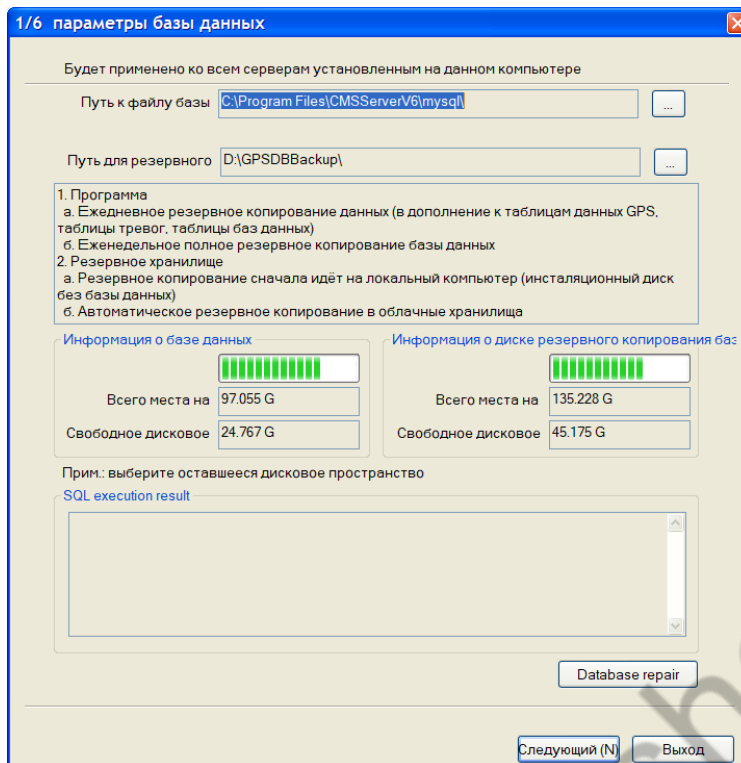 1/6 параметры базы данных
Будет применено ко всем серверам установленным на данном компьютере
Путь к файлу базы C:\Program Files\CMSServerV6\mysql\ ...
Путь для резервного D:\GPSDBBackup\ ...
1. Программа
а. Ежедневное резервное копирование данных (в дополнение к таблицам данных GPS,
таблицы тревог, таблицы баз данных)
б. Еженедельное полное резервное копирование базы данных
2. Резервное хранилище
а. Резервное копирование сначала идёт на локальный компьютер (инсталяционный диск
без базы данных)
б. Автоматическое резервное копирование в облачные хранилища
Информация о базе данных
Всего места на 97.055 G
Свободное дисковое 24.767 G
Информация о диске резервного копирования баз
Всего места на 135.228 G
Свободное дисковое 45.175 G
Прим.: выберите оставшееся дисковое пространство
SQL execution result
Database repair
Следующий (N) Выход